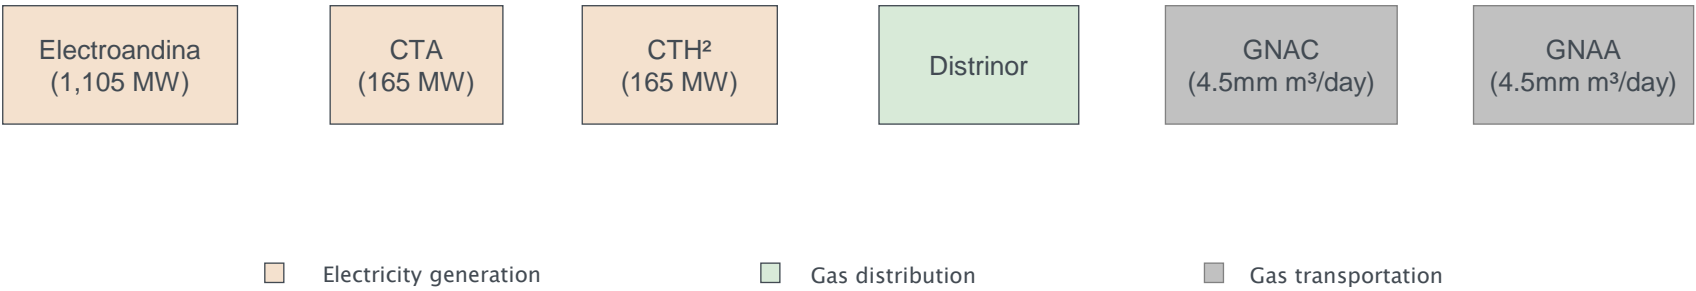 Electroandina
(1,105 MW)
CTA
(165 MW)
CTH²
(165 MW)
Distrinor
GNAC
(4.5mm m³/day)
GNAA
(4.5mm m³/day)
Electricity generation
Gas distribution
Gas transportation